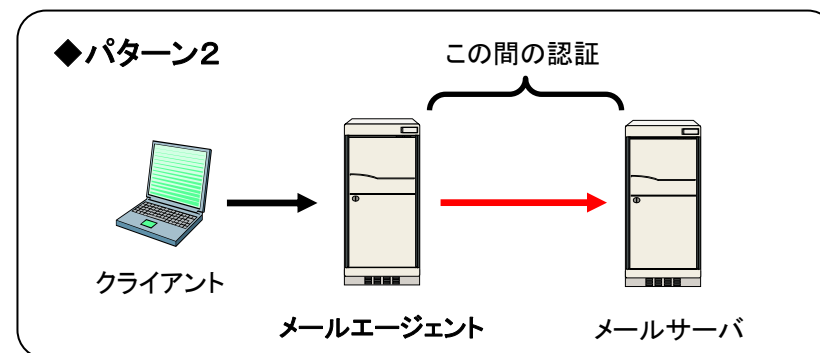 ◆パターン2
この間の認証
クライアント
メールエージェント
メールサーバ